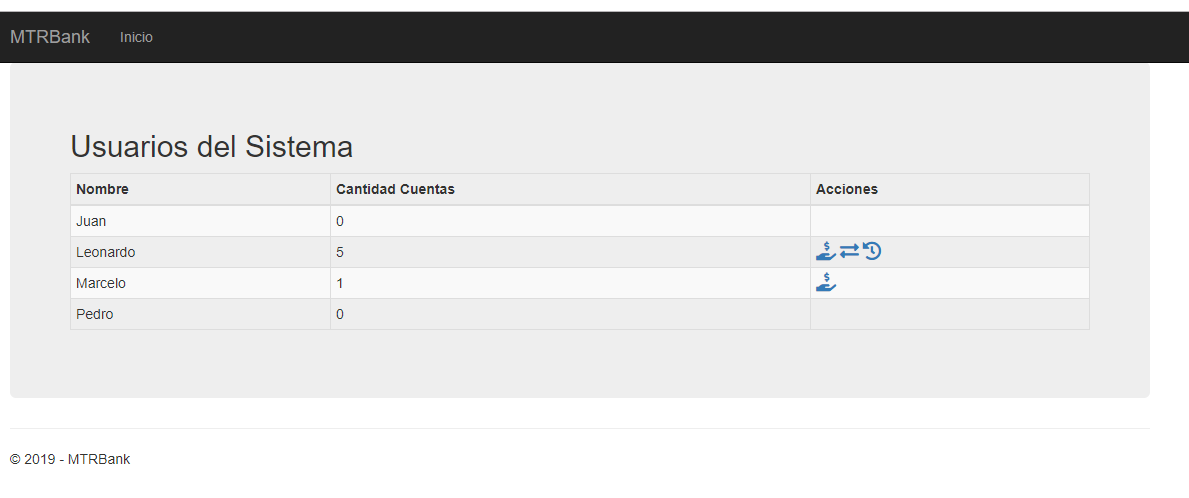 MTRBank Inicio
Usuarios del Sistema
Nombre Cantidad Cuentas Acciones
Juan 0
Leonardo 5
Marcelo 1
Pedro 0
© 2019 - MTRBank